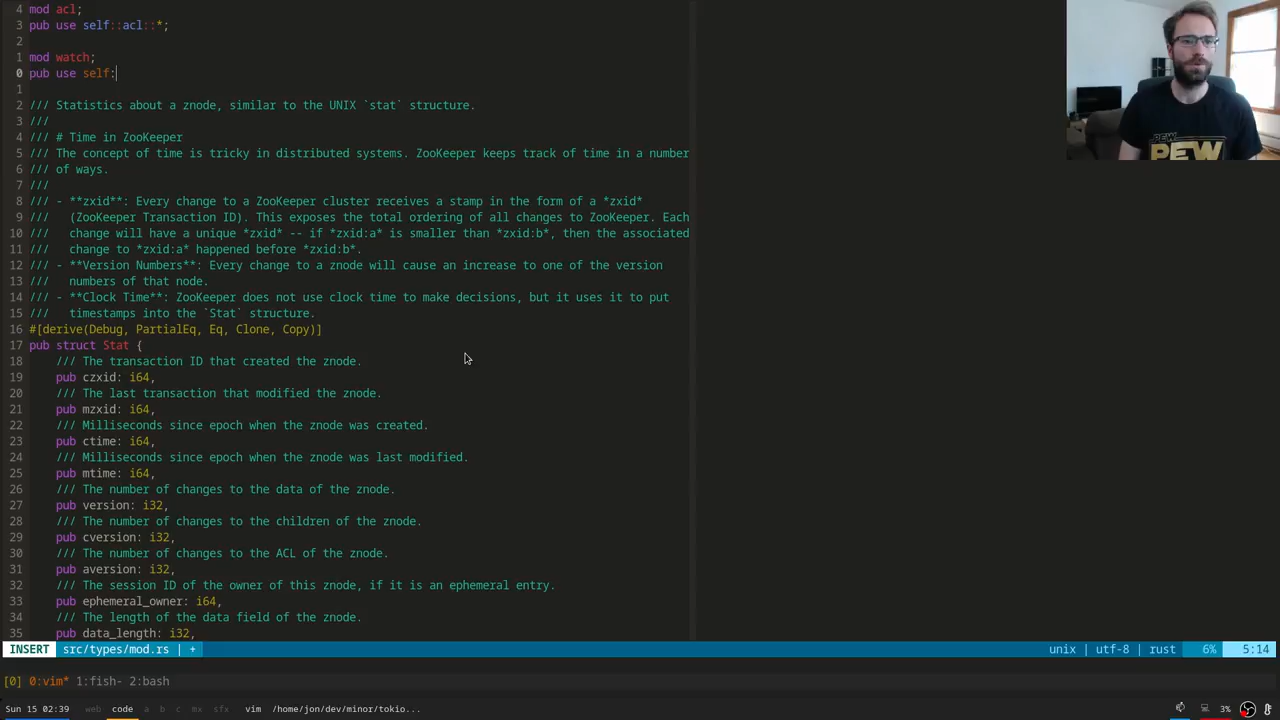 4 mod acl;
3 pub use self::acl::*;
2
1 mod watch;
0 pub use self:
1
2 /// Statistics about a znode, similar to the UNIX `stat` structure.
3 ///
4 /// # Time in ZooKeeper
5 /// The concept of time is tricky in distributed systems. ZooKeeper keeps track of time in a number
6 /// of ways.
7 ///
8 /// - **zxid**: Every change to a ZooKeeper cluster receives a stamp in the form of a *zxid*
9 ///   (ZooKeeper Transaction ID). This exposes the total ordering of all changes to ZooKeeper. Each
10 ///   change will have a unique *zxid* -- if *zxid:a* is smaller than *zxid:b*, then the associated
11 ///   change to *zxid:a* happened before *zxid:b*.
12 /// - **Version Numbers**: Every change to a znode will cause an increase to one of the version
13 ///   numbers of that node.
14 /// - **Clock Time**: ZooKeeper does not use clock time to make decisions, but it uses it to put
15 ///   timestamps into the `Stat` structure.
16 #[derive(Debug, PartialEq, Eq, Clone, Copy)]
17 pub struct Stat {
18     /// The transaction ID that created the znode.
19     pub czxid: i64,
20     /// The last transaction that modified the znode.
21     pub mzxid: i64,
22     /// Milliseconds since epoch when the znode was created.
23     pub ctime: i64,
24     /// Milliseconds since epoch when the znode was last modified.
25     pub mtime: i64,
26     /// The number of changes to the data of the znode.
27     pub version: i32,
28     /// The number of changes to the children of the znode.
29     pub cversion: i32,
30     /// The number of changes to the ACL of the znode.
31     pub aversion: i32,
32     /// The session ID of the owner of this znode, if it is an ephemeral entry.
33     pub ephemeral_owner: i64,
34     /// The length of the data field of the znode.
35     pub data_length: i32,
INSERT src/types/mod.rs | + unix | utf-8 | rust 6% 5:14
[0] 0:vim* 1:fish- 2:bash
Sun 15 02:39 web code a b c mx sfx vim /home/jon/dev/minor/tokio... 3%
PEW
PEW